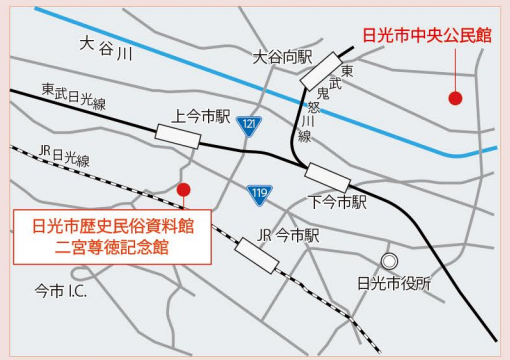 大谷川
大谷向駅
日光市中央公民館
東武鬼怒川線
東武日光線
上今市駅
121
JR日光線
119
下今市駅
日光市歴史民俗資料館
二宮尊徳記念館
JR 今市駅
日光市役所
今市 I.C.